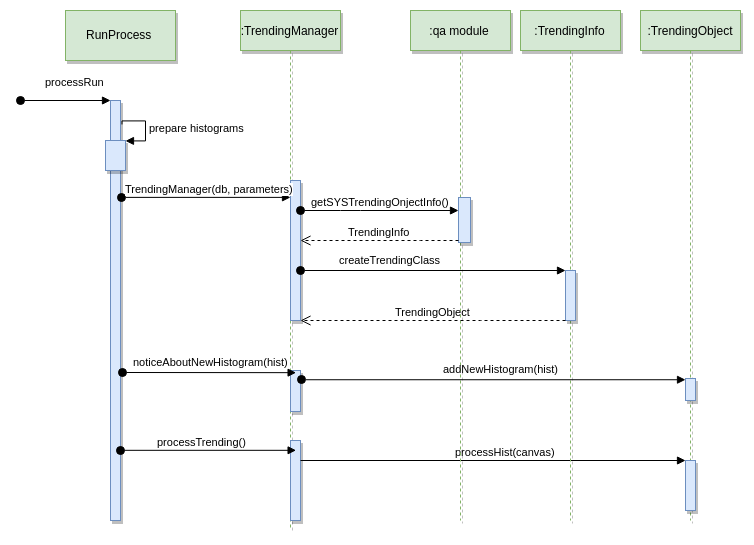 RunProcess
:TrendingManager
:qa module
:TrendingInfo
:TrendingObject
processRun
prepare histograms
TrendingManager(db, parameters)
getSYSTrendingOnjectInfo()
TrendingInfo
createTrendingClass
TrendingObject
noticeAboutNewHistogram(hist)
addNewHistogram(hist)
processTrending()
processHist(canvas)